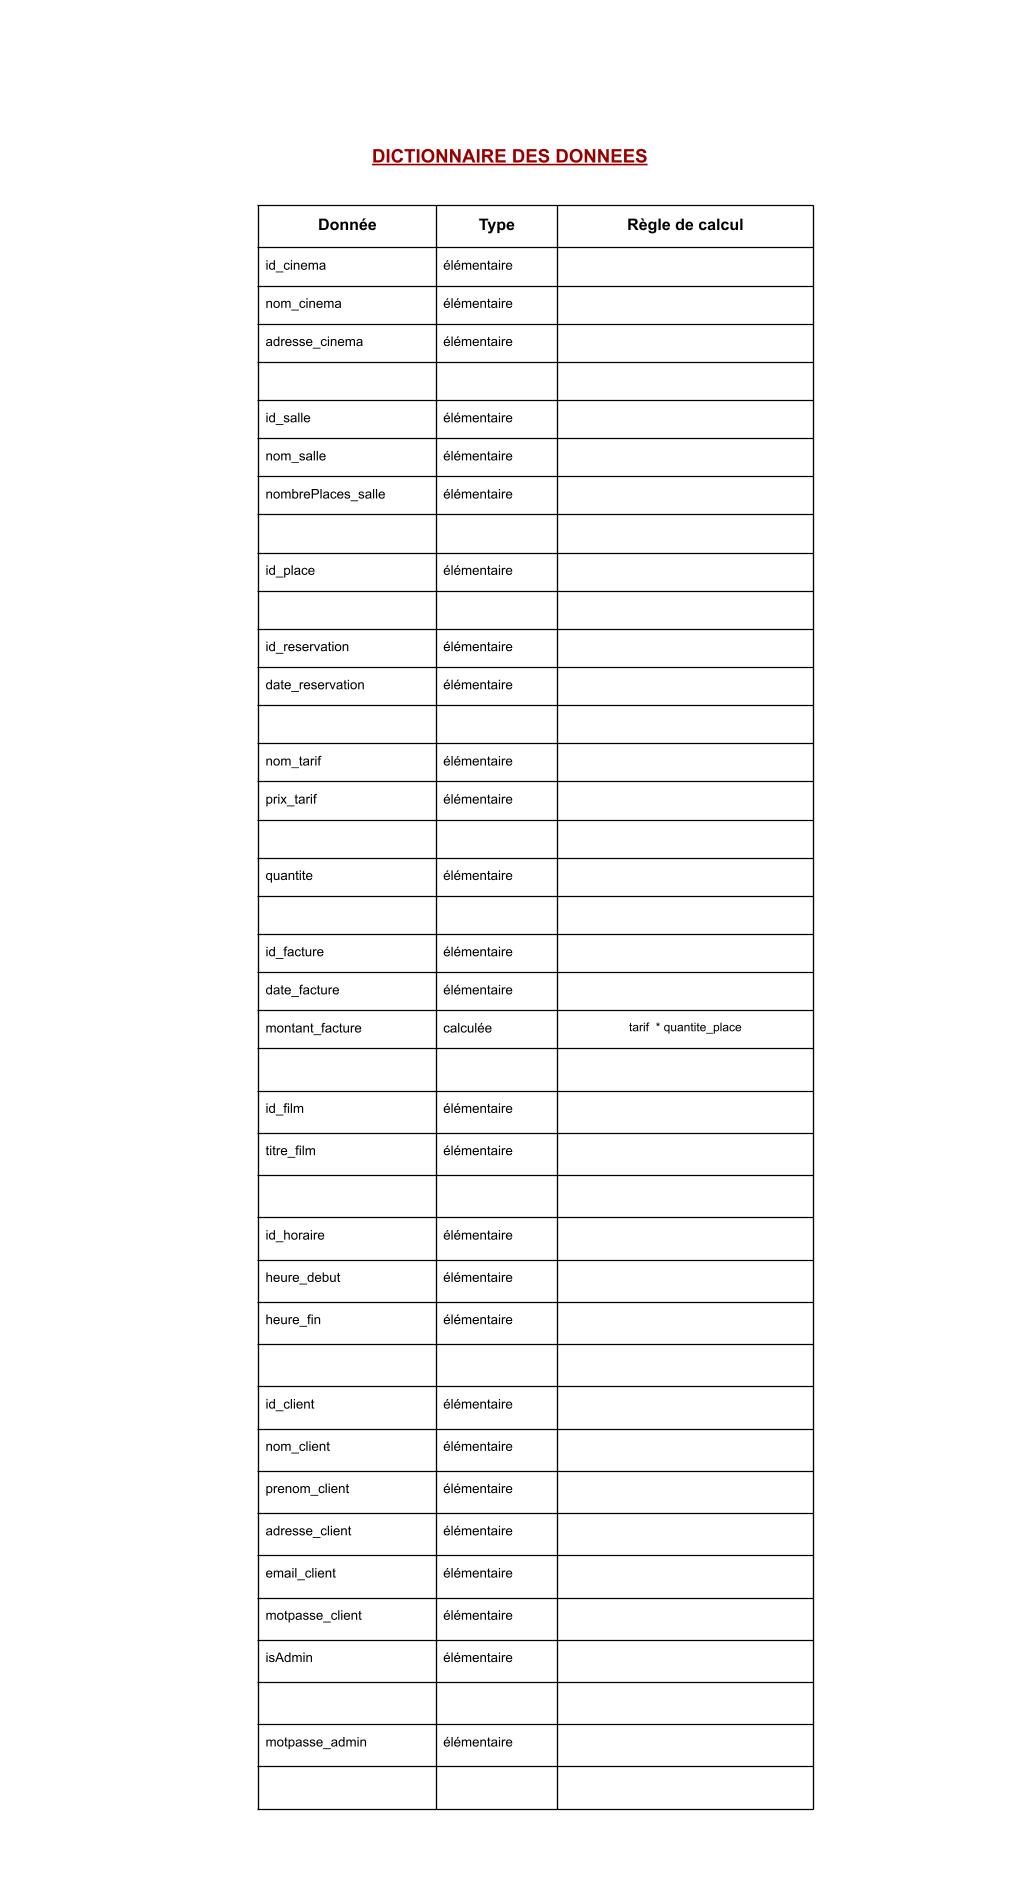 DICTIONNAIRE DES DONNEES
Donnée Type Règle de calcul
id_cinema élémentaire
nom_cinema élémentaire
adresse_cinema élémentaire
id_salle élémentaire
nom_salle élémentaire
nombrePlaces_salle élémentaire
id_place élémentaire
id_reservation élémentaire
date_reservation élémentaire
nom_tarif élémentaire
prix_tarif élémentaire
quantite élémentaire
id_facture élémentaire
date_facture élémentaire
montant_facture calculée tarif * quantite_place
id_film élémentaire
titre_film élémentaire
id_horaire élémentaire
heure_debut élémentaire
heure_fin élémentaire
id_client élémentaire
nom_client élémentaire
prenom_client élémentaire
adresse_client élémentaire
email_client élémentaire
motpasse_client élémentaire
isAdmin élémentaire
motpasse_admin élémentaire